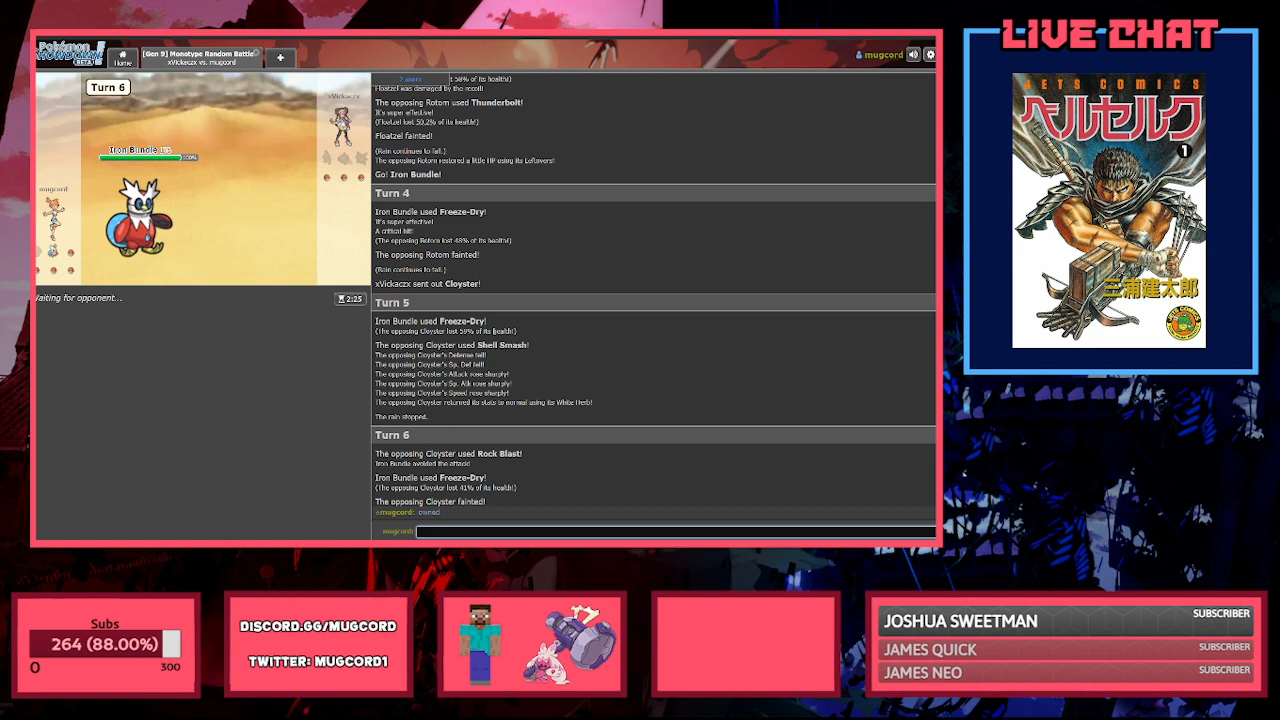 Pokémon
SHOWDOWN!
BETA
Home
[Gen 9] Monotype Random Battle
xVickaczx vs. mugcord
+
mugcord
Turn 6
xVickaczx
Iron Bundle
100%
mugcord
Waiting for opponent...
2:25
2 users
t 58% of its health!)
Floatzel was damaged by the recoil!
The opposing Rotom used Thunderbolt!
It's super effective!
(Floatzel lost 50.2% of its health!)
Floatzel fainted!
(Rain continues to fall.)
The opposing Rotom restored a little HP using its Leftovers!
Go! Iron Bundle!
Turn 4
Iron Bundle used Freeze-Dry!
It's super effective!
A critical hit!
(The opposing Rotom lost 48% of its health!)
The opposing Rotom fainted!
(Rain continues to fall.)
xVickaczx sent out Cloyster!
Turn 5
Iron Bundle used Freeze-Dry!
(The opposing Cloyster lost 59% of its health!)
The opposing Cloyster used Shell Smash!
The opposing Cloyster's Defense fell!
The opposing Cloyster's Sp. Def fell!
The opposing Cloyster's Attack rose sharply!
The opposing Cloyster's Sp. Atk rose sharply!
The opposing Cloyster's Speed rose sharply!
The opposing Cloyster returned its stats to normal using its White Herb!
The rain stopped.
Turn 6
The opposing Cloyster used Rock Blast!
Iron Bundle avoided the attack!
Iron Bundle used Freeze-Dry!
(The opposing Cloyster lost 41% of its health!)
The opposing Cloyster fainted!
☆mugcord: owned
mugcord:
LIVE CHAT
JETS COMICS
ベルセルク
1
三浦建太郎
Subs
264 (88.00%)
0
300
DISCORD.GG/MUGCORD
TWITTER: MUGCORD1
JOSHUA SWEETMAN
SUBSCRIBER
JAMES QUICK
SUBSCRIBER
JAMES NEO
SUBSCRIBER